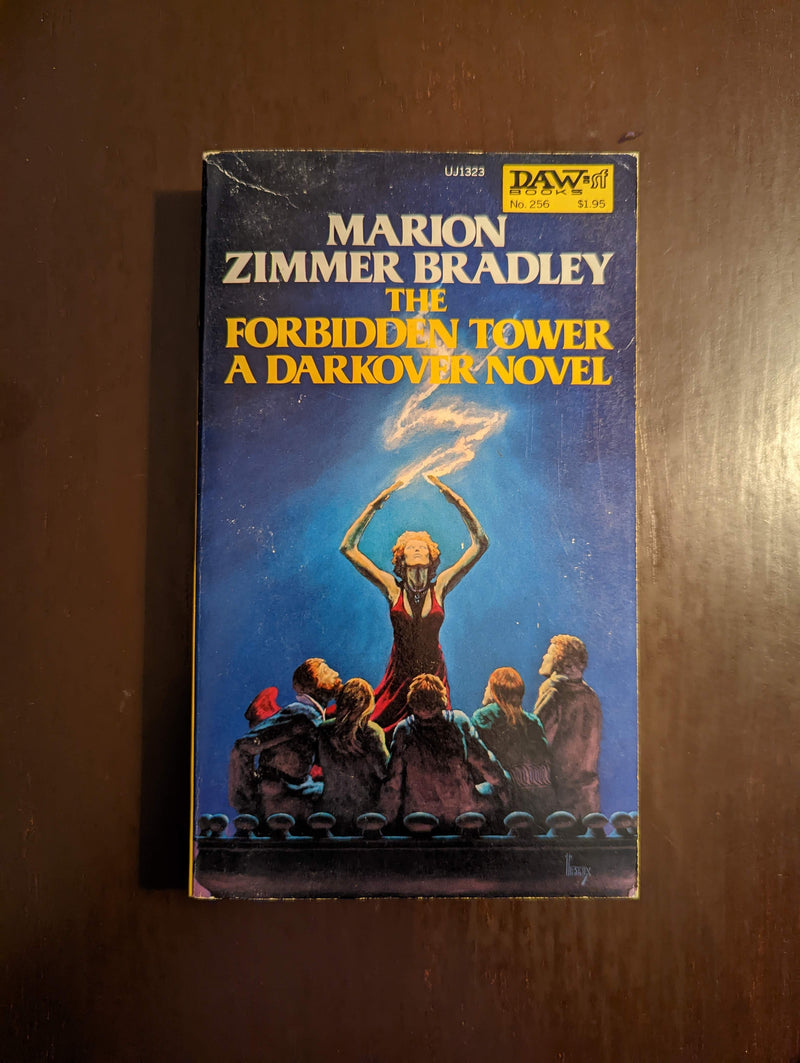 UJ1323
DAW sf
BOOKS
No. 256 $1.95
MARION
ZIMMER BRADLEY
THE
FORBIDDEN TOWER
A DARKOVER NOVEL